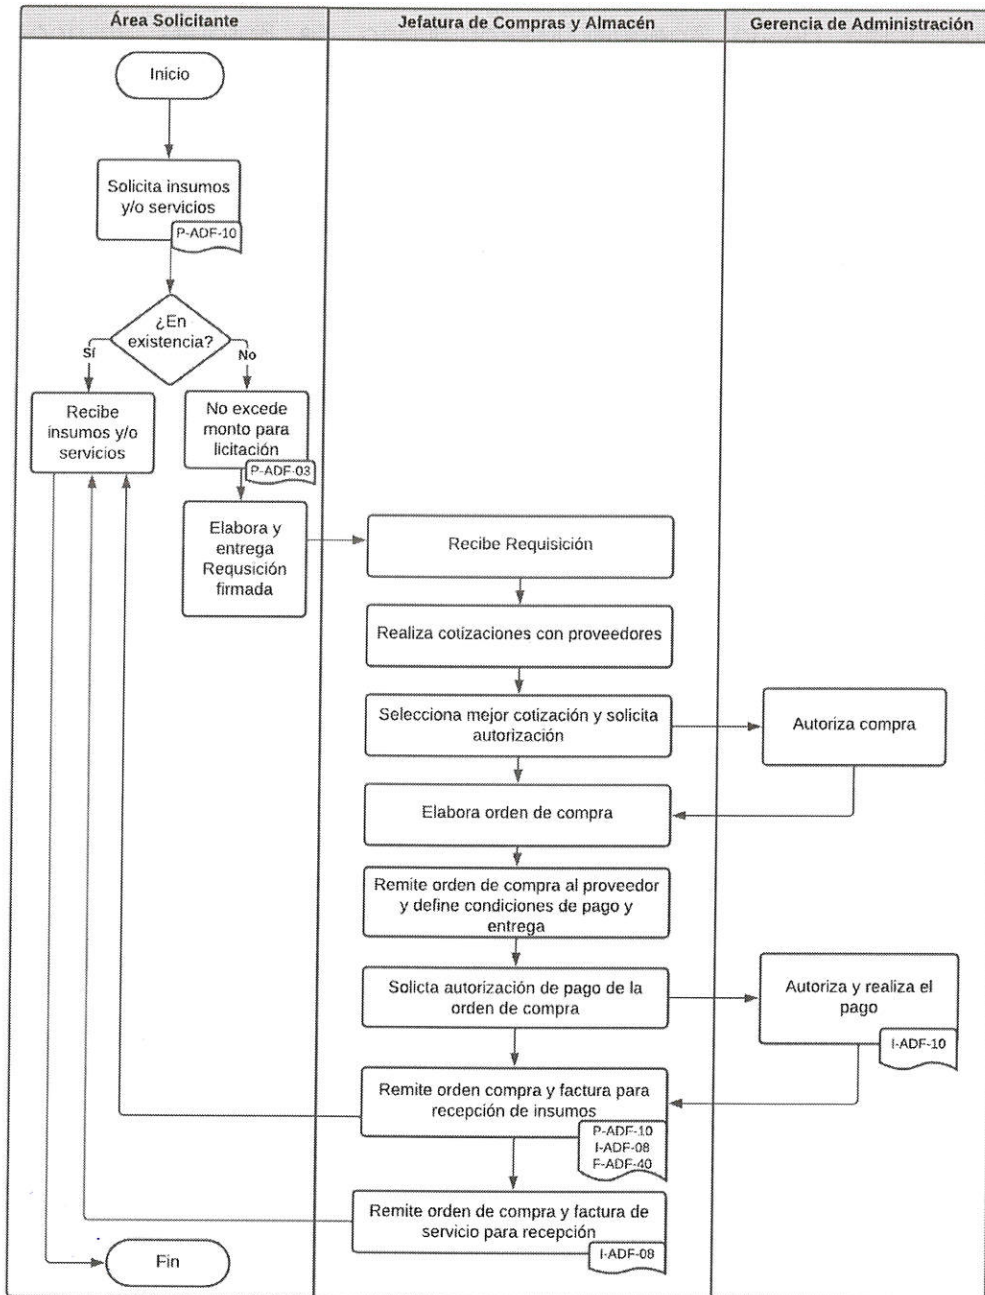 Área Solicitante
Jefatura de Compras y Almacén
Gerencia de Administración
Inicio
Solicita insumos
y/o servicios
P-ADF-10
¿En
existencia?
Sí
No
Recibe
insumos y/o
servicios
No excede
monto para
licitación
P-ADF-03
Elabora y
entrega
Requsición
firmada
Recibe Requisición
Realiza cotizaciones con proveedores
Selecciona mejor cotización y solicita
autorización
Autoriza compra
Elabora orden de compra
Remite orden de compra al proveedor
y define condiciones de pago y
entrega
Solicta autorización de pago de la
orden de compra
Autoriza y realiza el
pago
I-ADF-10
Remite orden compra y factura para
recepción de insumos
P-ADF-10
I-ADF-08
F-ADF-40
Remite orden de compra y factura de
servicio para recepción
I-ADF-08
Fin